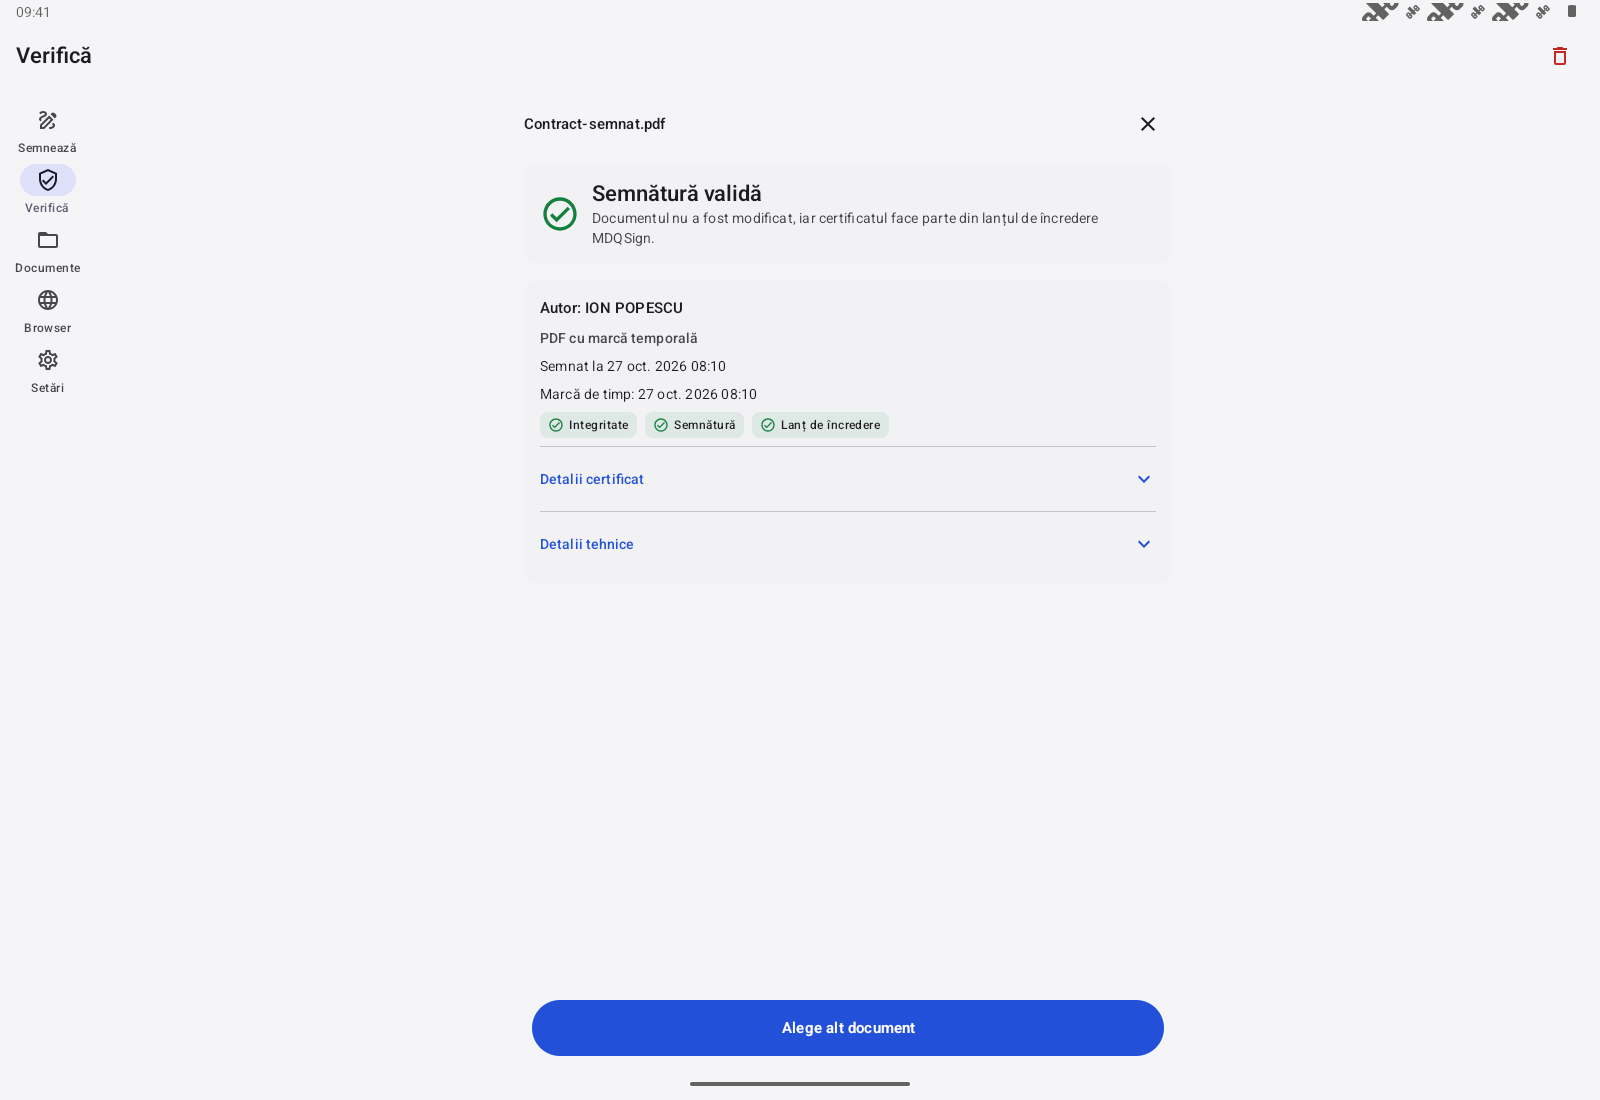 09:41
Verifică
Semnează
Verifică
Documente
Browser
Setări
Contract-semnat.pdf
Semnătură validă
Documentul nu a fost modificat, iar certificatul face parte din lanțul de încredere
MDQSign.
Autor: ION POPESCU
PDF cu marcă temporală
Semnat la 27 oct. 2026 08:10
Marcă de timp: 27 oct. 2026 08:10
Integritate Semnătură Lanț de încredere
Detalii certificat
Detalii tehnice
Alege alt document